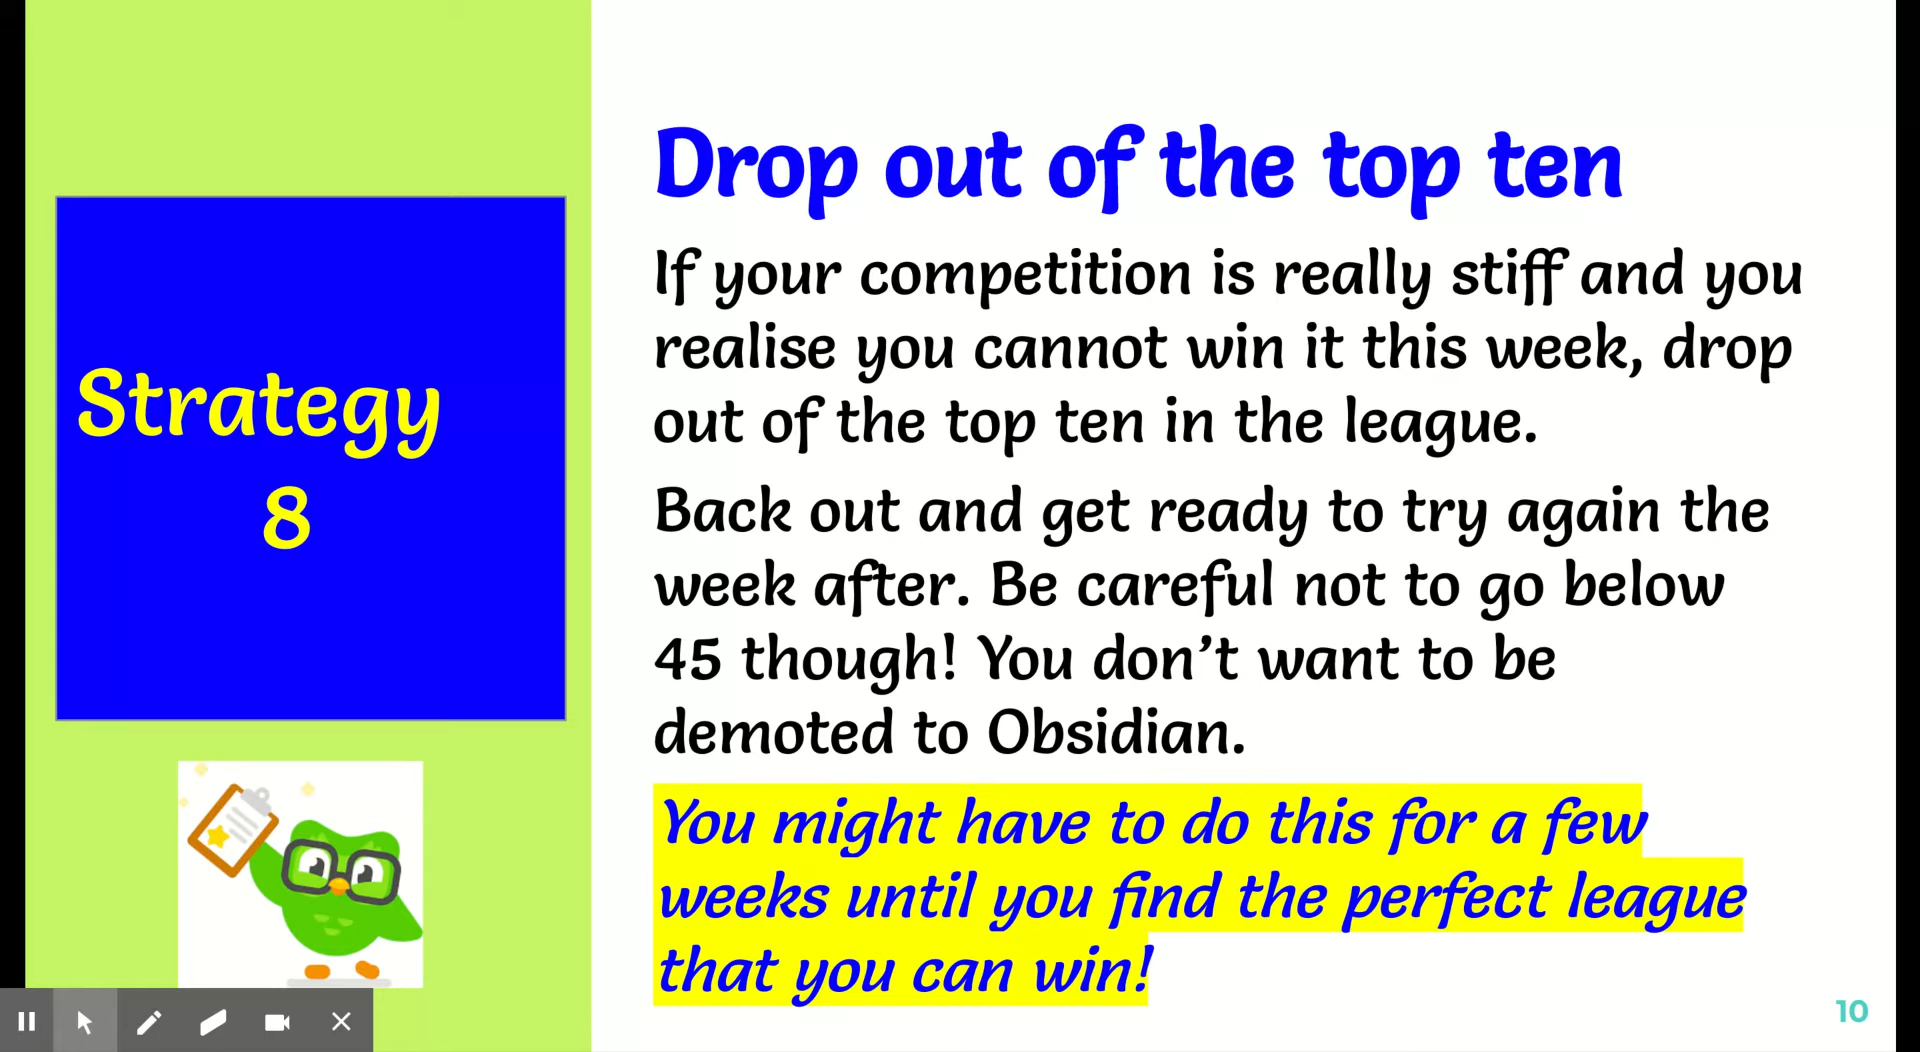 Strategy
8
Drop out of the top ten
If your competition is really stiff and you
realise you cannot win it this week, drop
out of the top ten in the league.
Back out and get ready to try again the
week after. Be careful not to go below
45 though! You don’t want to be
demoted to Obsidian.
You might have to do this for a few
weeks until you find the perfect league
that you can win!
10